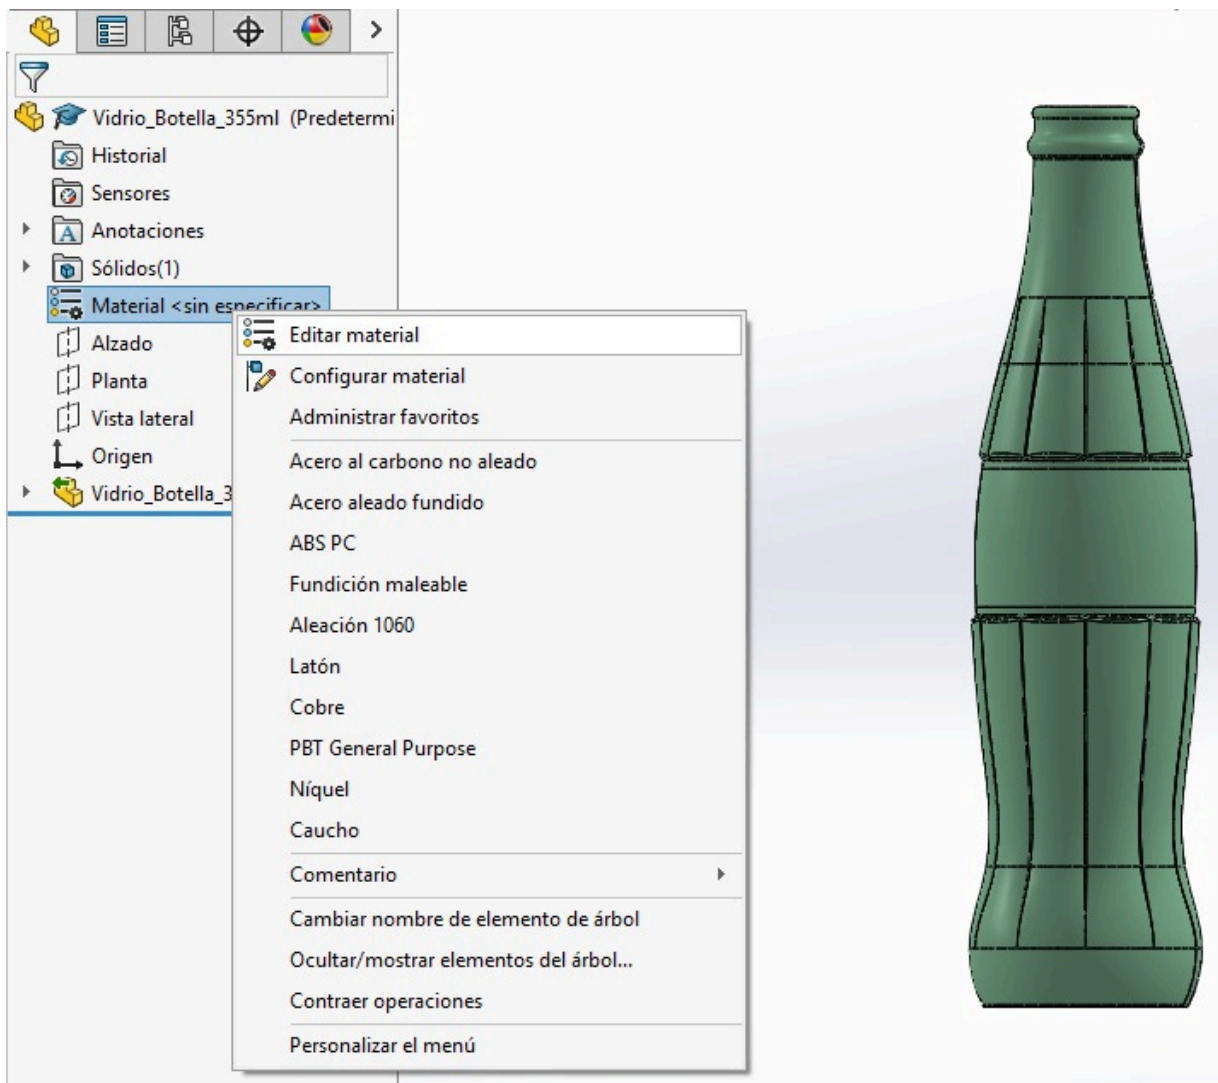 Vidrio_Botella_355ml (Predetermi
Historial
Sensores
Anotaciones
Sólidos(1)
Material <sin especificar>
Alzado
Planta
Vista lateral
Origen
Vidrio_Botella_3
Editar material
Configurar material
Administrar favoritos
Acero al carbono no aleado
Acero aleado fundido
ABS PC
Fundición maleable
Aleación 1060
Latón
Cobre
PBT General Purpose
Níquel
Caucho
Comentario
Cambiar nombre de elemento de árbol
Ocultar/mostrar elementos del árbol...
Contraer operaciones
Personalizar el menú